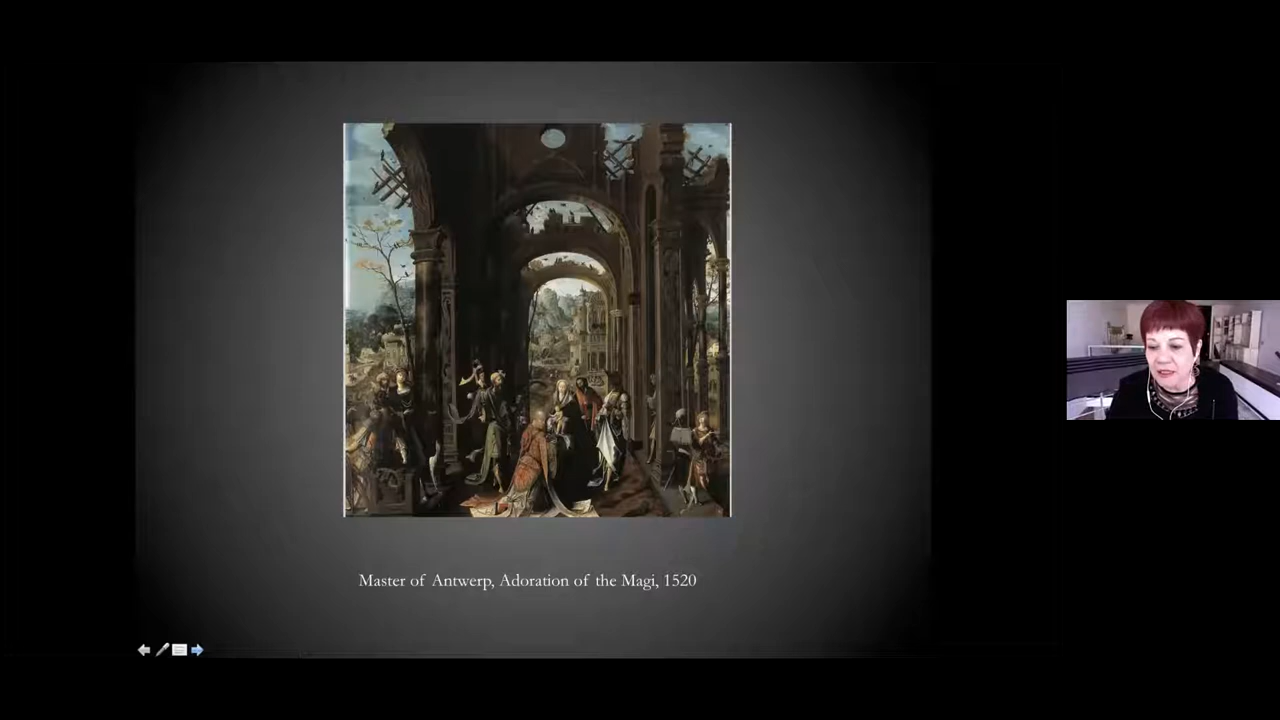 Master of Antwerp, Adoration of the Magi, 1520